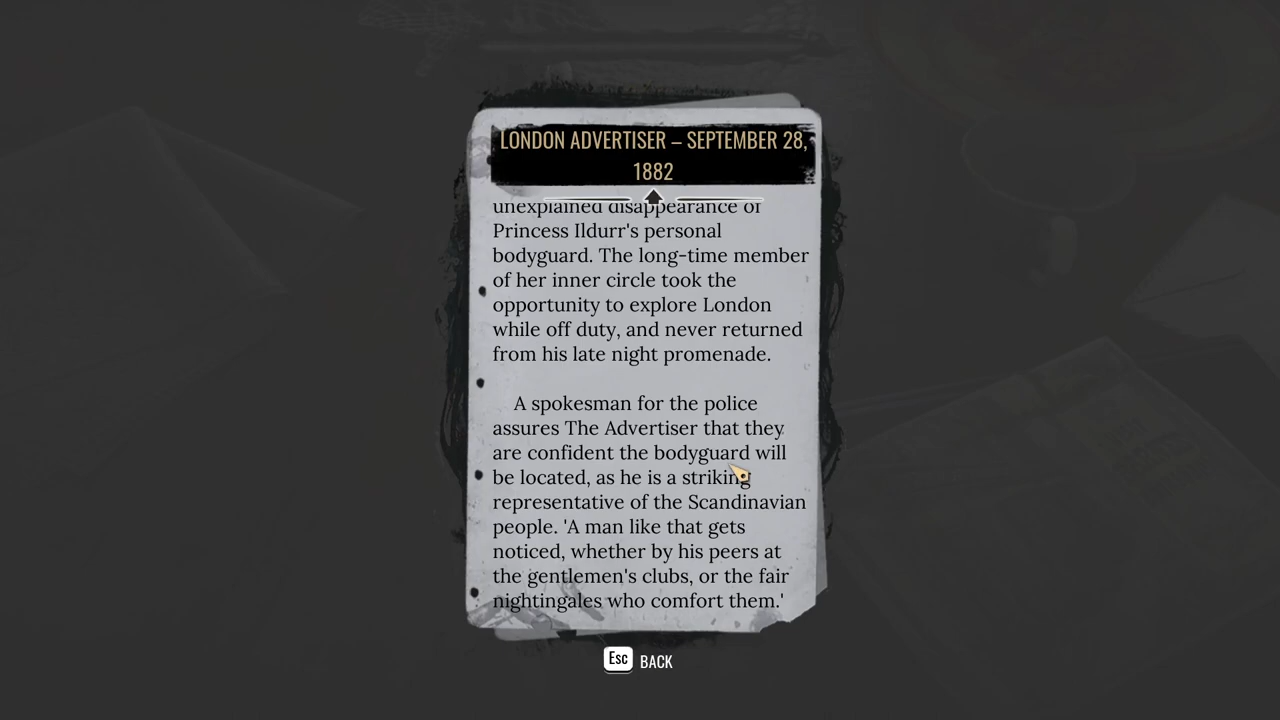 LONDON ADVERTISER – SEPTEMBER 28,
1882
unexplained disappearance of
Princess Ildurr's personal
bodyguard. The long-time member
of her inner circle took the
opportunity to explore London
while off duty, and never returned
from his late night promenade.
A spokesman for the police
assures The Advertiser that they
are confident the bodyguard will
be located, as he is a striking
representative of the Scandinavian
people. 'A man like that gets
noticed, whether by his peers at
the gentlemen's clubs, or the fair
nightingales who comfort them.'
Esc BACK